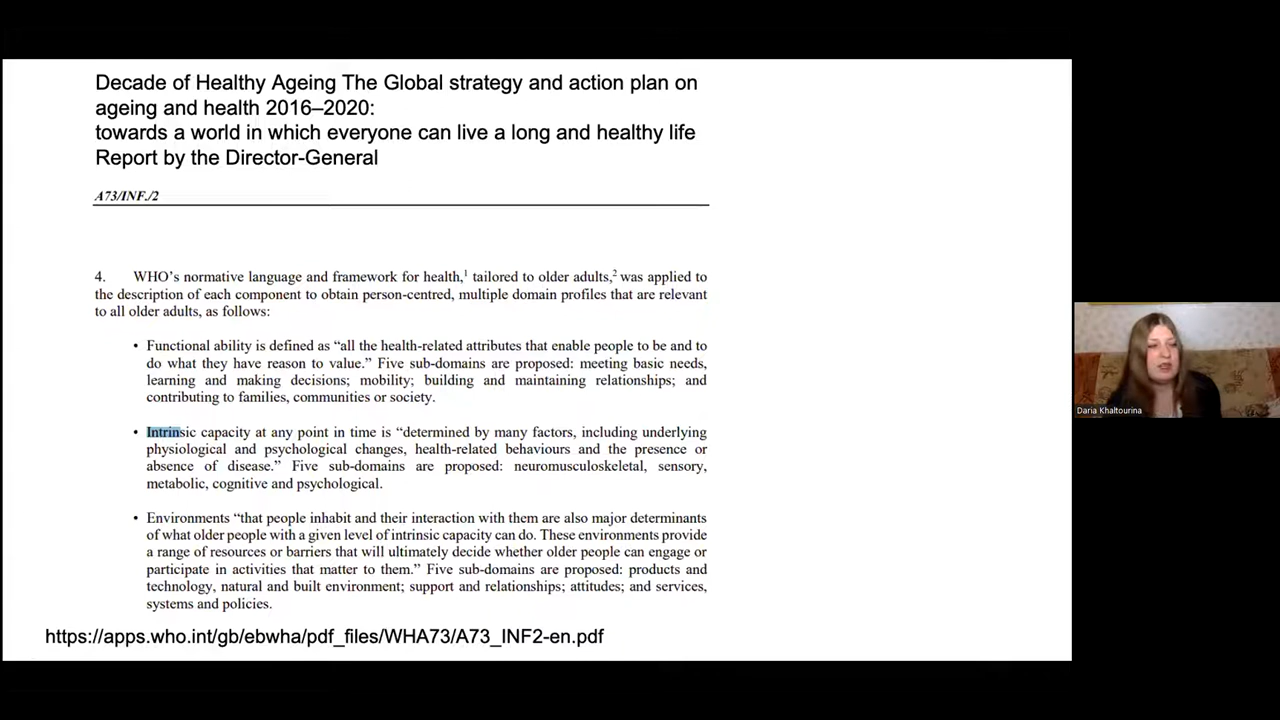 Decade of Healthy Ageing The Global strategy and action plan on
ageing and health 2016–2020:
towards a world in which everyone can live a long and healthy life
Report by the Director-General
A73/INF./2
4. WHO's normative language and framework for health,1 tailored to older adults,2 was applied to
the description of each component to obtain person-centred, multiple domain profiles that are relevant
to all older adults, as follows:
• Functional ability is defined as “all the health-related attributes that enable people to be and to
do what they have reason to value.” Five sub-domains are proposed: meeting basic needs,
learning and making decisions; mobility; building and maintaining relationships; and
contributing to families, communities or society.
• Intrinsic capacity at any point in time is “determined by many factors, including underlying
physiological and psychological changes, health-related behaviours and the presence or
absence of disease.” Five sub-domains are proposed: neuromusculoskeletal, sensory,
metabolic, cognitive and psychological.
• Environments “that people inhabit and their interaction with them are also major determinants
of what older people with a given level of intrinsic capacity can do. These environments provide
a range of resources or barriers that will ultimately decide whether older people can engage or
participate in activities that matter to them.” Five sub-domains are proposed: products and
technology, natural and built environment; support and relationships; attitudes; and services,
systems and policies.
https://apps.who.int/gb/ebwha/pdf_files/WHA73/A73_INF2-en.pdf
Daria Khaltourina